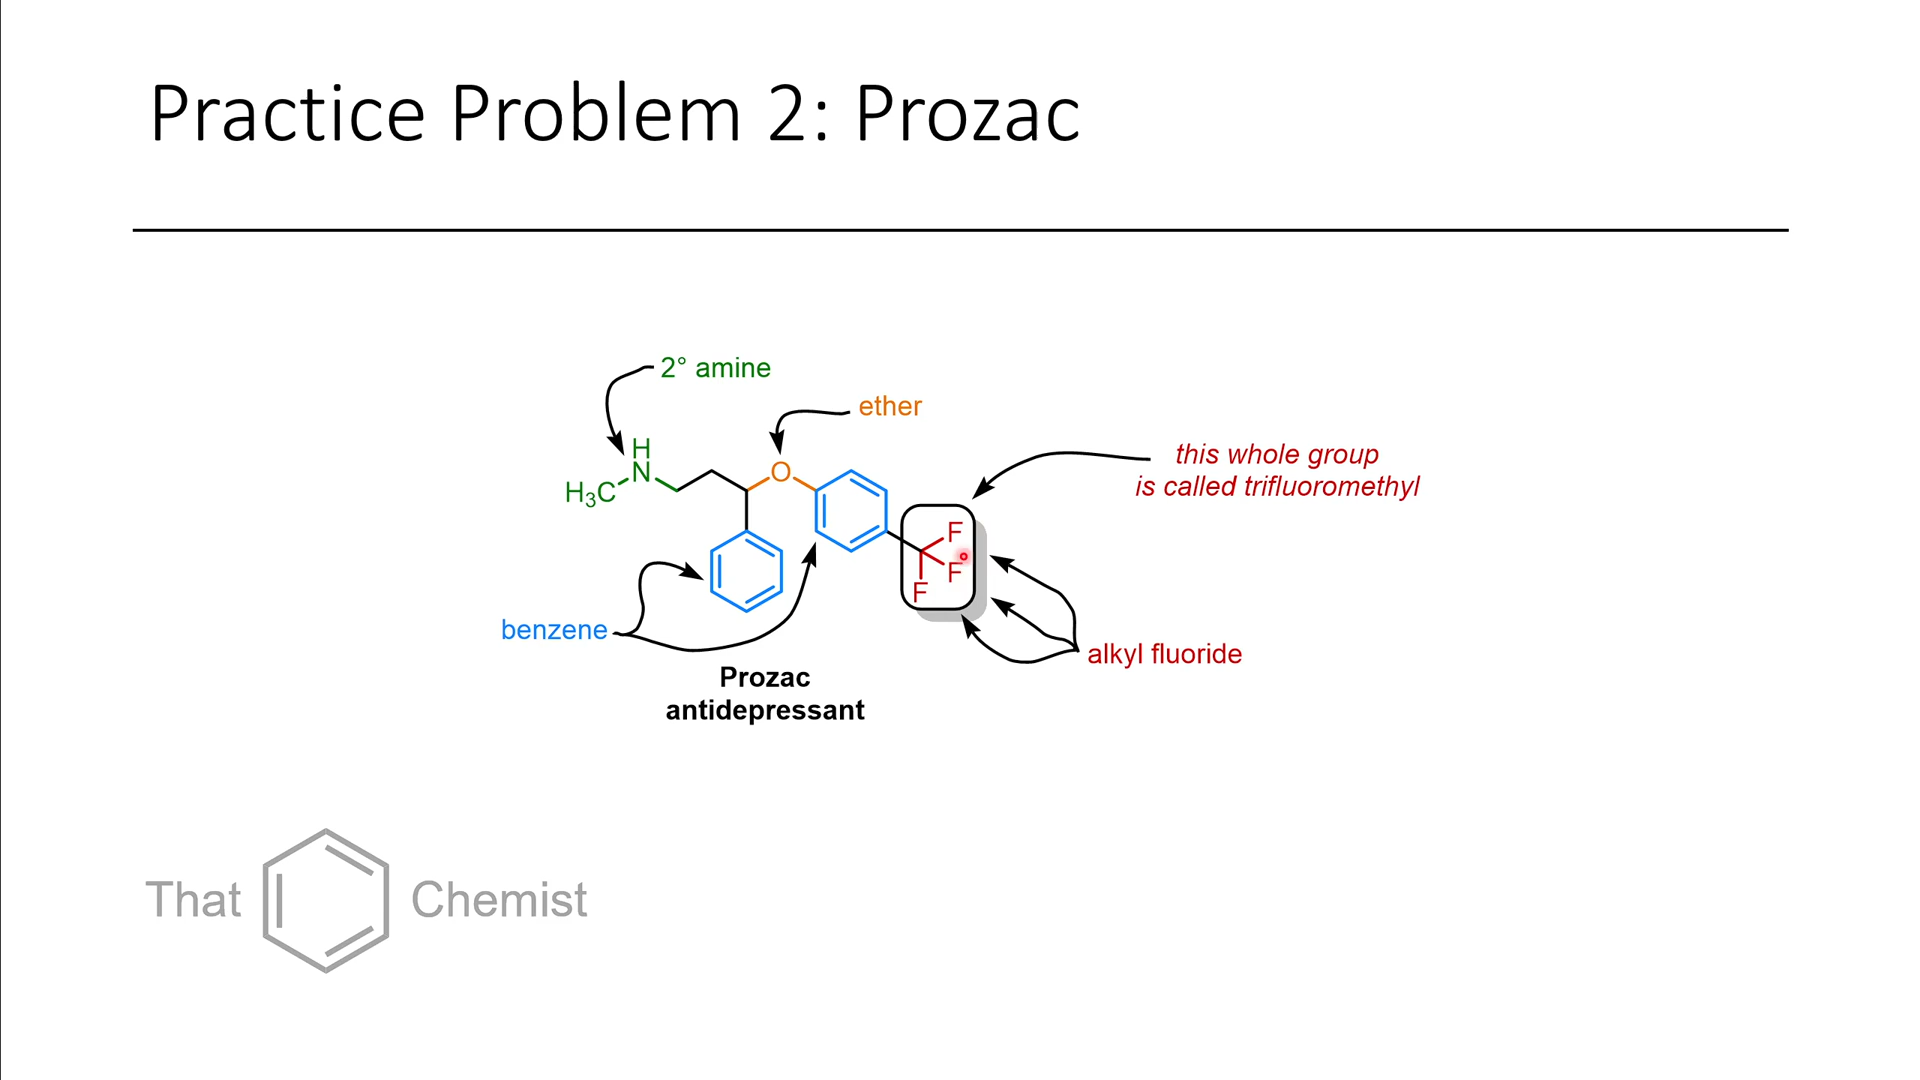 Practice Problem 2: Prozac
2° amine
ether
H
N
H₃C
O
this whole group
is called trifluoromethyl
F
F
F
benzene
alkyl fluoride
Prozac
antidepressant
That Chemist